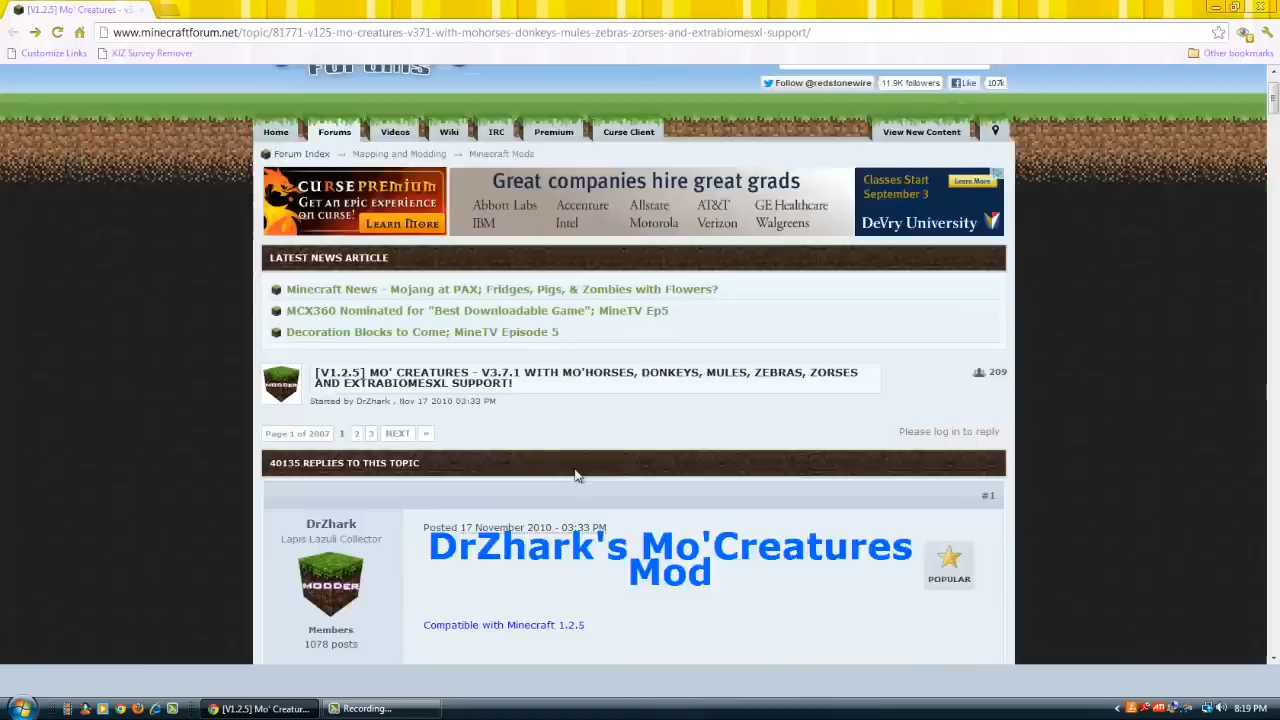 [V1.2.5] Mo' Creatures - v3
www.minecraftforum.net/topic/81771-v125-mo-creatures-v371-with-mohorses-donkeys-mules-zebras-zorses-and-extrabiomesxl-support/
Customize Links
XJZ Survey Remover
Other bookmarks
Follow @redstonewire
11.9K followers
Like
107k
Home
Forums
Videos
Wiki
IRC
Premium
Curse Client
View New Content
Forum Index → Mapping and Modding → Minecraft Mods
CURSE PREMIUM
GET AN EPIC EXPERIENCE
ON CURSE!
LEARN MORE
Great companies hire great grads
Abbott Labs Accenture Allstate AT&T GE Healthcare
IBM Intel Motorola Verizon Walgreens
Classes Start
September 3
Learn More
DeVry University
LATEST NEWS ARTICLE
Minecraft News - Mojang at PAX; Fridges, Pigs, & Zombies with Flowers?
MCX360 Nominated for "Best Downloadable Game"; MineTV Ep5
Decoration Blocks to Come; MineTV Episode 5
MODDER
[V1.2.5] MO' CREATURES - V3.7.1 WITH MO'HORSES, DONKEYS, MULES, ZEBRAS, ZORSES
AND EXTRABIOMESXL SUPPORT!
209
Started by DrZhark , Nov 17 2010 03:33 PM
Page 1 of 2007 1 2 3 NEXT »
Please log in to reply
40135 REPLIES TO THIS TOPIC
#1
DrZhark
Lapis Lazuli Collector
MODDER
Members
1078 posts
Posted 17 November 2010 - 03:33 PM
DrZhark's Mo'Creatures
Mod
POPULAR
Compatible with Minecraft 1.2.5
[V1.2.5] Mo' Creatur...
Recording...
8:19 PM